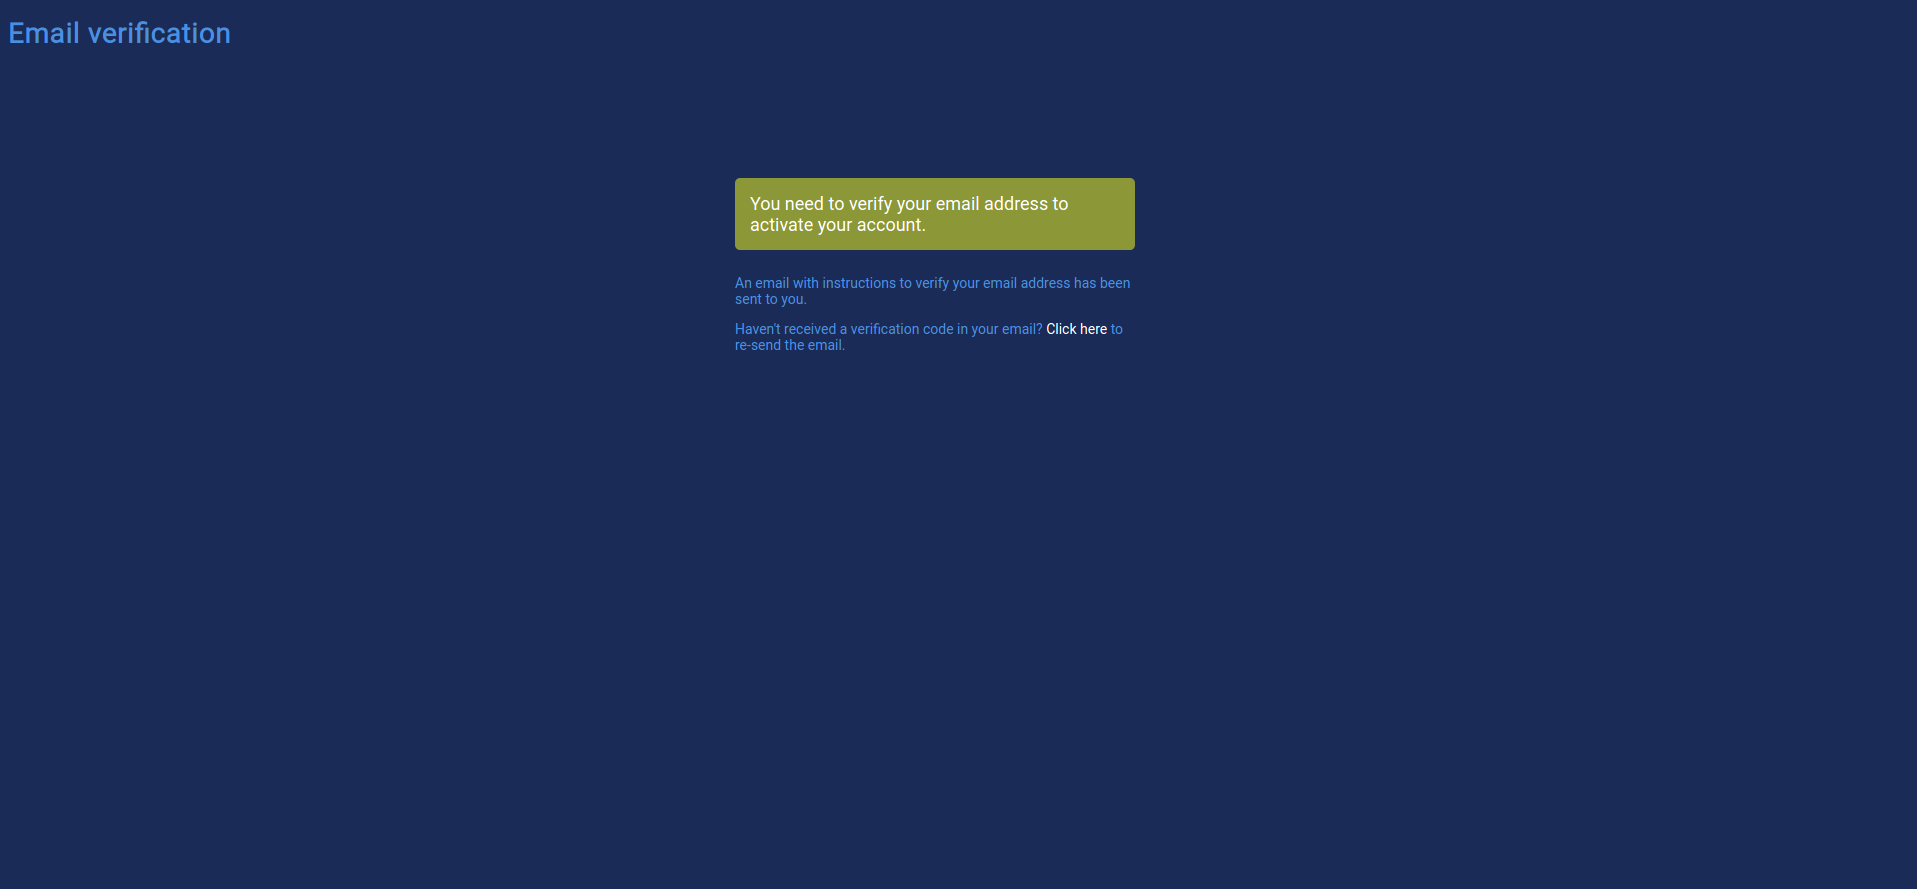 Email verification
You need to verify your email address to
activate your account.
An email with instructions to verify your email address has been
sent to you.
Haven't received a verification code in your email? Click here to
re-send the email.